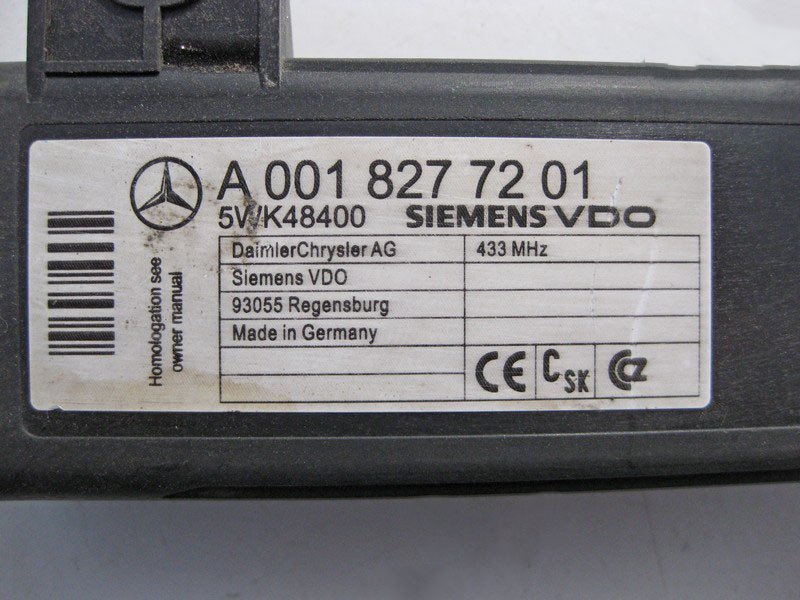 A 001 827 72 01
5WK48400 SIEMENS VDO
DaimlerChrysler AG 433 MHz
Siemens VDO
93055 Regensburg
Made in Germany
CE CSK CCZ
Homologation see
owner manual